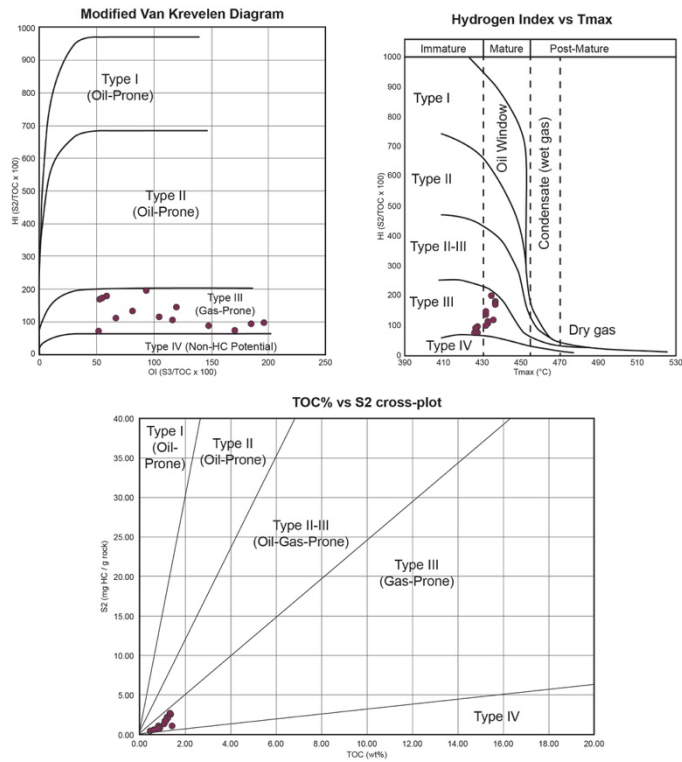 Modified Van Krevelen Diagram
HI (S2/TOC x 100)
1000
900
800
700
600
500
400
300
200
100
0
Type I
(Oil-Prone)
Type II
(Oil-Prone)
Type III
(Gas-Prone)
Type IV (Non-HC Potential)
0
50
100
150
200
250
OI (S3/TOC x 100)
Hydrogen Index vs Tmax
Immature
Mature
Post-Mature
HI (S2/TOC x 100)
1000
900
800
700
600
500
400
300
200
100
0
Type I
Type II
Type II-III
Type III
Type IV
Oil Window
Condensate (wet gas)
Dry gas
390
410
430
450
470
490
510
530
Tmax (°C)
TOC% vs S2 cross-plot
S2 (mg HC / g rock)
40.00
35.00
30.00
25.00
20.00
15.00
10.00
5.00
0.00
Type I
(Oil-
Prone)
Type II
(Oil-Prone)
Type II-III
(Oil-Gas-Prone)
Type III
(Gas-Prone)
Type IV
0.00
2.00
4.00
6.00
8.00
10.00
12.00
14.00
16.00
18.00
20.00
TOC (wt%)